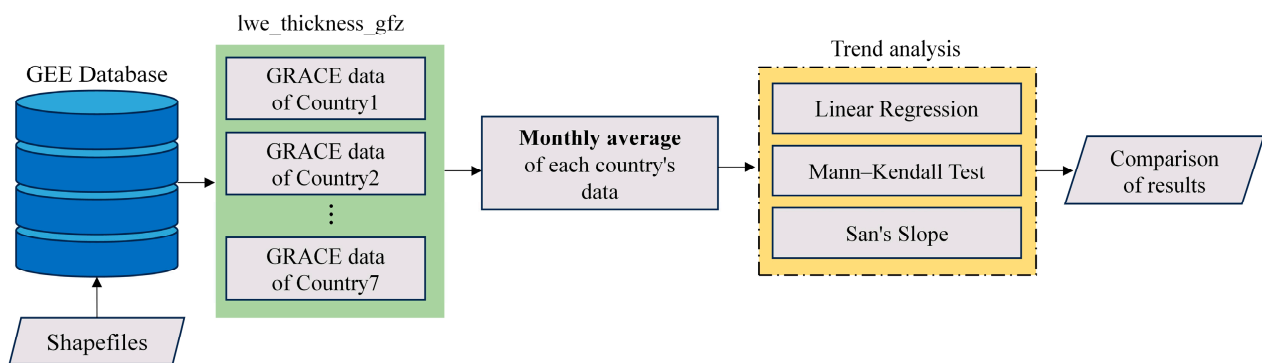 lwe_thickness_gfz
GEE Database
GRACE data
of Country1
GRACE data
of Country2
⋮
GRACE data
of Country7
Shapefiles
Monthly average
of each country's
data
Trend analysis
Linear Regression
Mann–Kendall Test
San's Slope
Comparison
of results